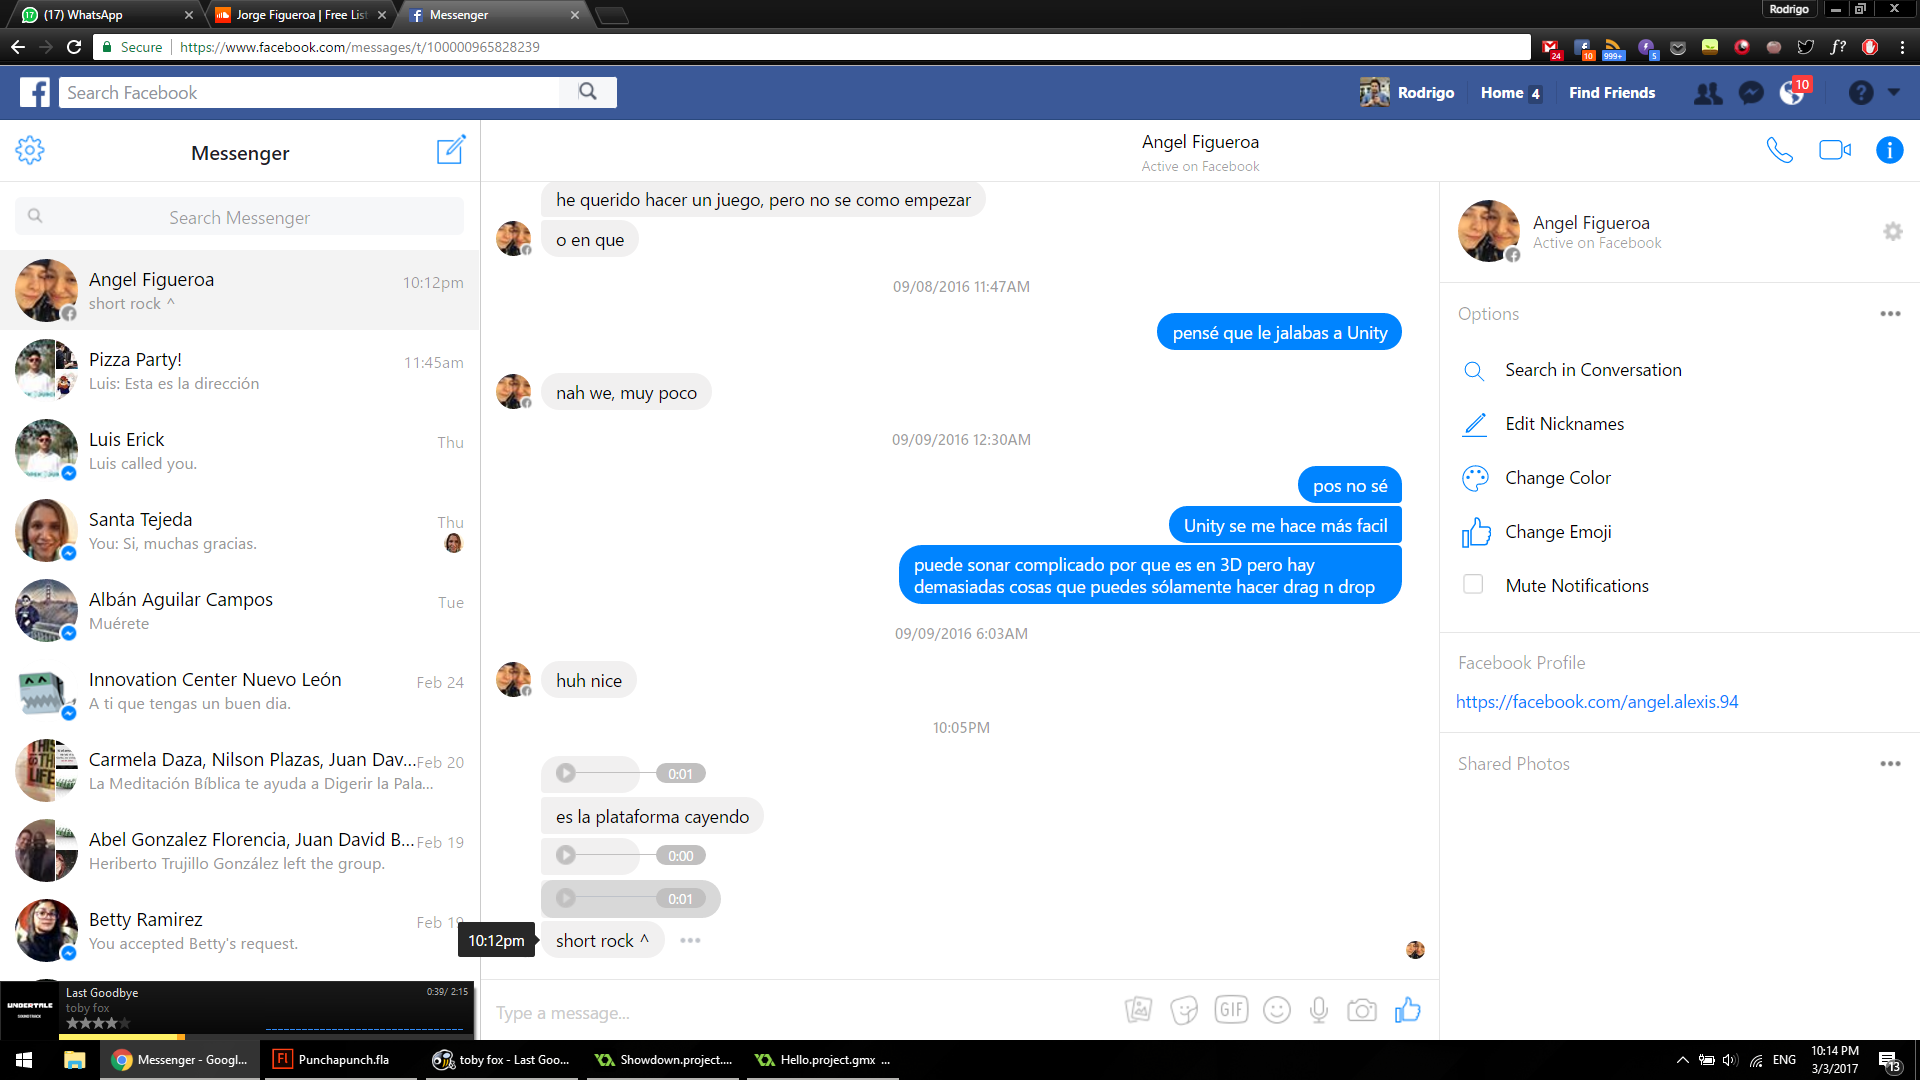 (17) WhatsApp
Jorge Figueroa | Free List
Messenger
Rodrigo
Secure
https://www.facebook.com/messages/t/100000965828239
24
10
999+
5
f?
Search Facebook
Rodrigo
Home 4
Find Friends
10
Messenger
Search Messenger
Angel Figueroa
10:12pm
short rock ^
Pizza Party!
11:45am
Luis: Esta es la dirección
Luis Erick
Thu
Luis called you.
Santa Tejeda
Thu
You: Si, muchas gracias.
Albán Aguilar Campos
Tue
Muérete
Innovation Center Nuevo León
Feb 24
A ti que tengas un buen dia.
Carmela Daza, Nilson Plazas, Juan Dav...
Feb 20
La Meditación Bíblica te ayuda a Digerir la Pala...
Abel Gonzalez Florencia, Juan David B...
Feb 19
Heriberto Trujillo González left the group.
Betty Ramirez
Feb 19
You accepted Betty's request.
Angel Figueroa
Active on Facebook
he querido hacer un juego, pero no se como empezar
o en que
09/08/2016 11:47AM
pensé que le jalabas a Unity
nah we, muy poco
09/09/2016 12:30AM
pos no sé
Unity se me hace más facil
puede sonar complicado por que es en 3D pero hay
demasiadas cosas que puedes sólamente hacer drag n drop
09/09/2016 6:03AM
huh nice
10:05PM
0:01
es la plataforma cayendo
0:00
0:01
10:12pm
short rock ^
Type a message...
GIF
Angel Figueroa
Active on Facebook
Options
Search in Conversation
Edit Nicknames
Change Color
Change Emoji
Mute Notifications
Facebook Profile
https://facebook.com/angel.alexis.94
Shared Photos
UNDERTALE
SOUNDTRACK
Last Goodbye
0:39/ 2:15
toby fox
Messenger - Googl...
Fl
Punchapunch.fla
toby fox - Last Goo...
Showdown.project....
Hello.project.gmx ...
ENG
10:14 PM
3/3/2017
13